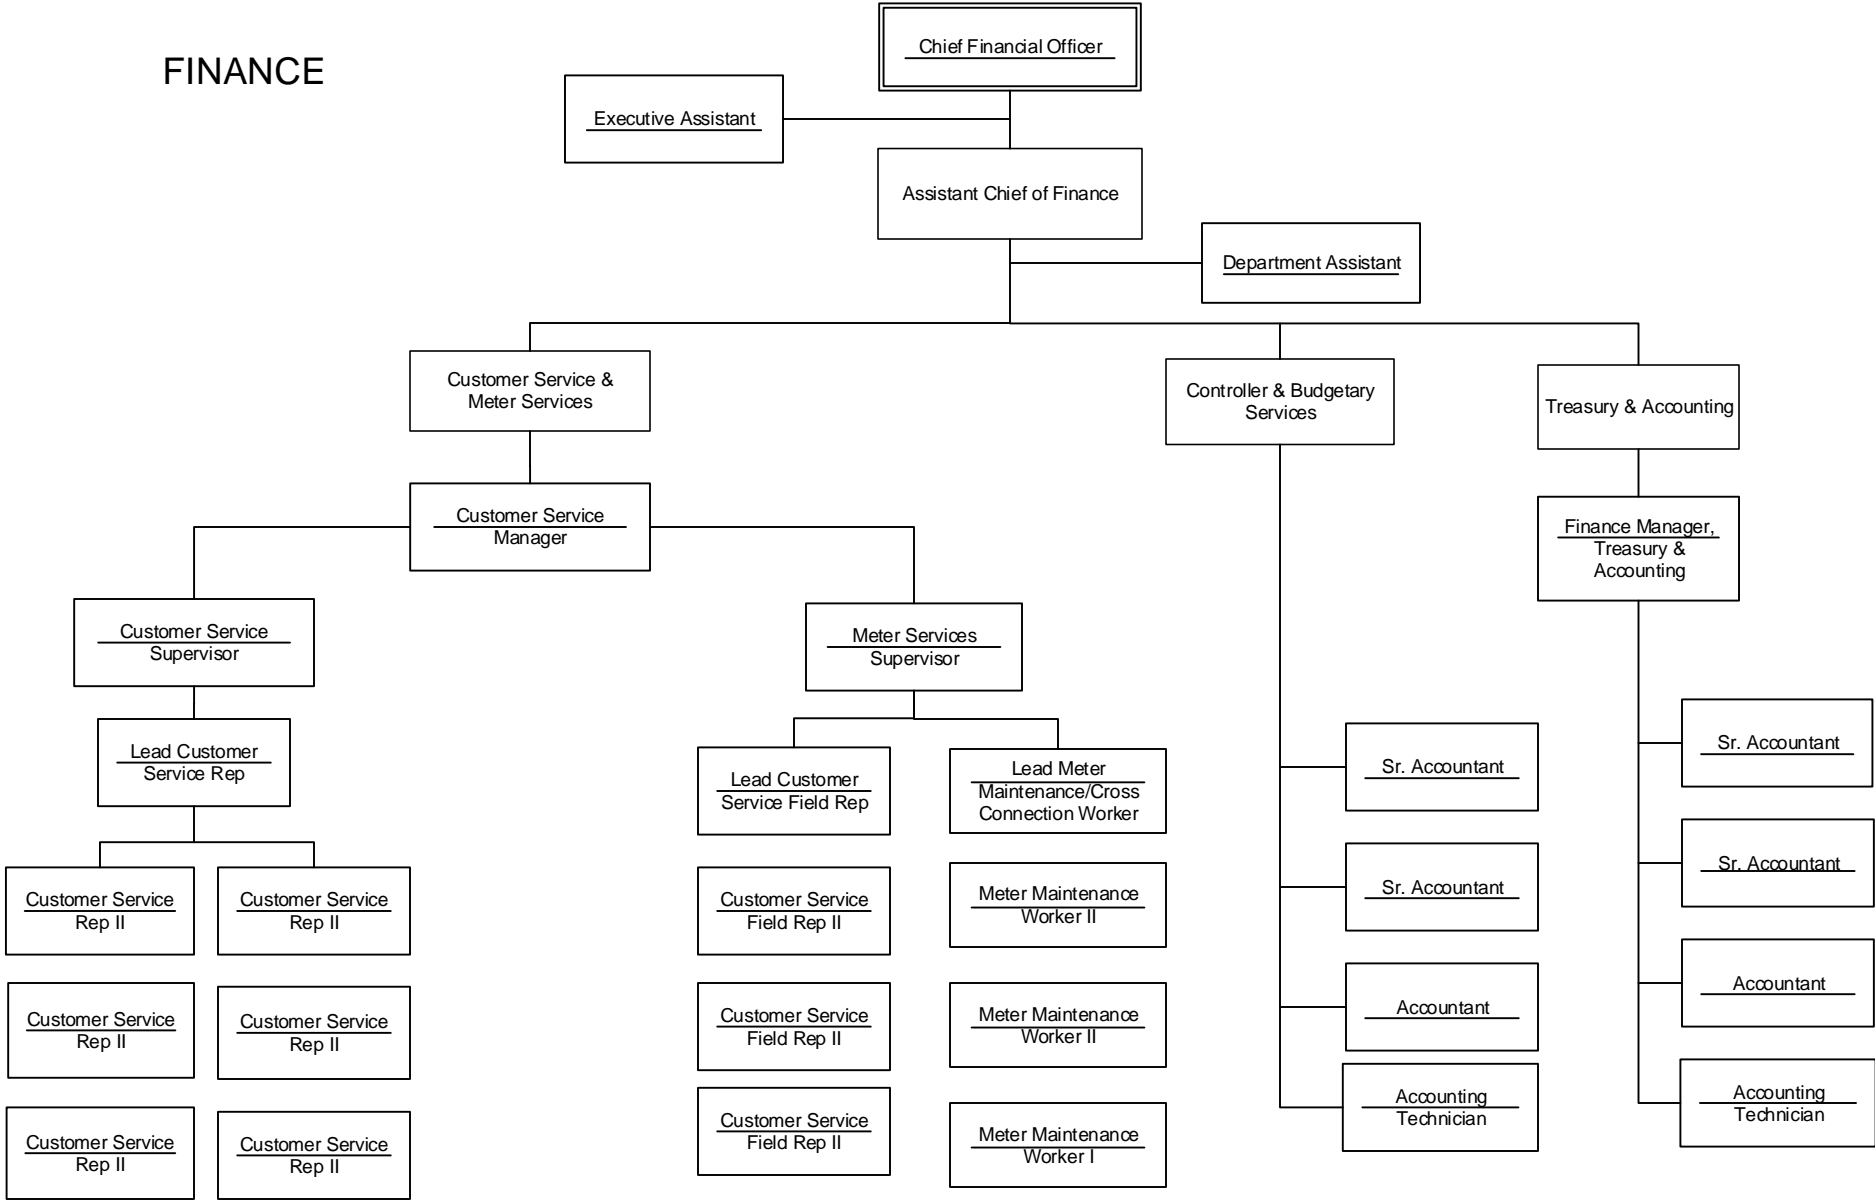 FINANCE
Chief Financial Officer
Executive Assistant
Assistant Chief of Finance
Department Assistant
Customer Service &
Meter Services
Controller & Budgetary
Services
Treasury & Accounting
Customer Service
Manager
Finance Manager,
Treasury &
Accounting
Customer Service
Supervisor
Meter Services
Supervisor
Lead Customer
Service Rep
Lead Customer
Service Field Rep
Lead Meter
Maintenance/Cross
Connection Worker
Customer Service
Rep II
Customer Service
Rep II
Customer Service
Rep II
Customer Service
Rep II
Customer Service
Rep II
Customer Service
Rep II
Customer Service
Field Rep II
Customer Service
Field Rep II
Customer Service
Field Rep II
Meter Maintenance
Worker II
Meter Maintenance
Worker II
Meter Maintenance
Worker I
Sr. Accountant
Sr. Accountant
Accountant
Accounting
Technician
Sr. Accountant
Sr. Accountant
Accountant
Accounting
Technician